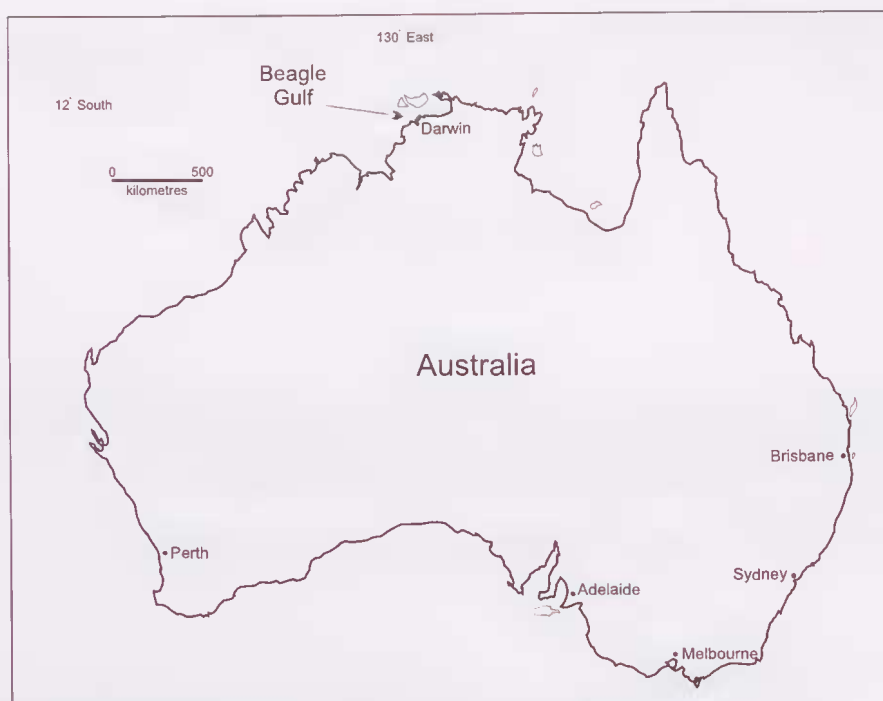 130° East
Beagle
Gulf
12° South
Darwin
0 500
kilometres
Australia
Brisbane
Perth
Sydney
Adelaide
Melbourne